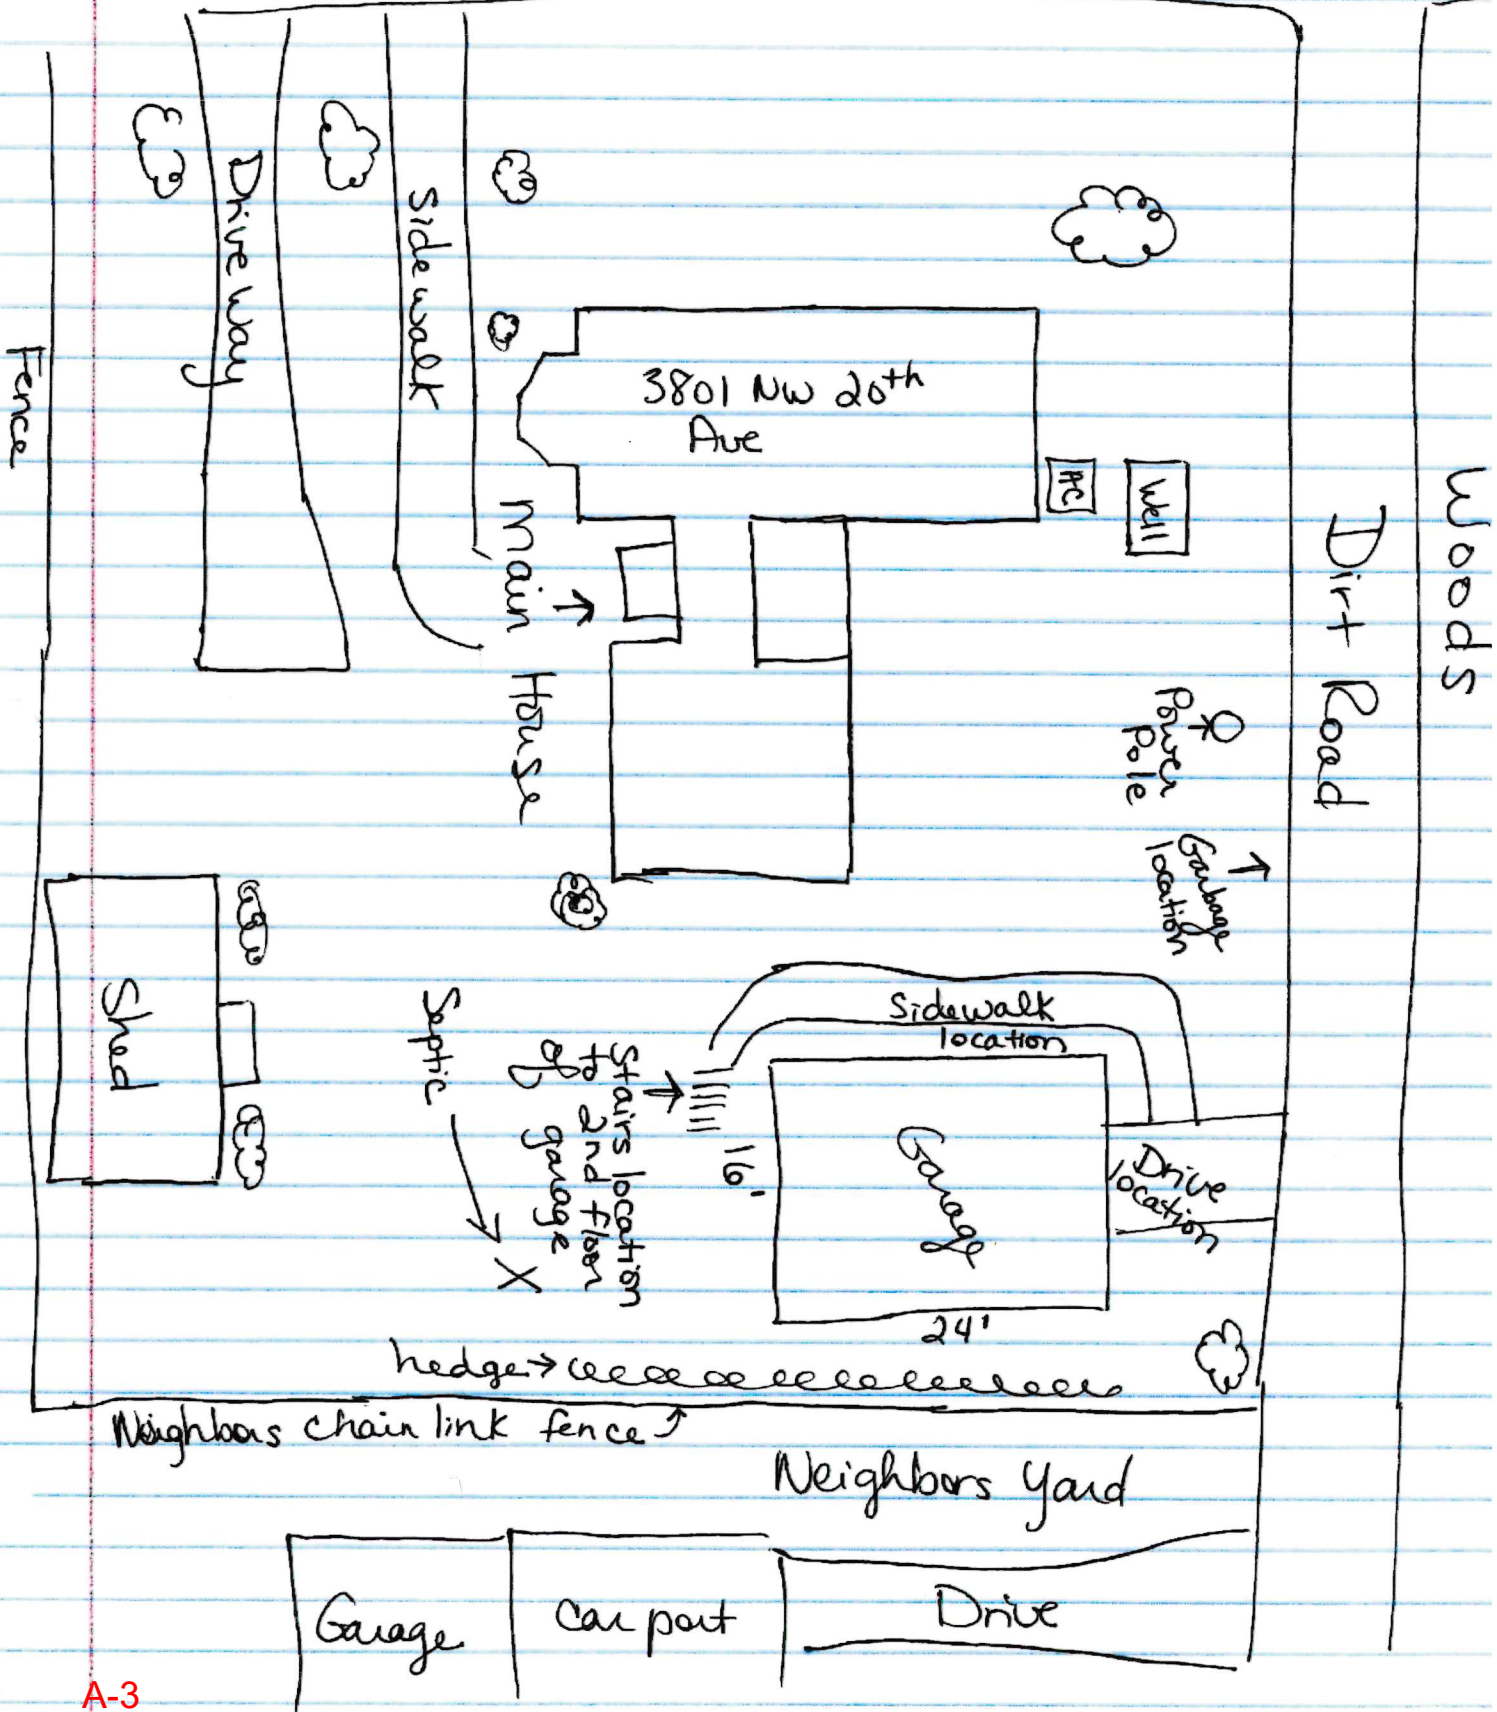 Drive Way
Sidewalk
Fence
3801 NW 20th
Ave
Main House
A/C
Well
Woods
Dirt Road
Power
Pole
Garbage
location
Sidewalk
location
Shed
Septic
X
Stairs location
to 2nd floor
of garage
16'
Garage
Drive
location
24'
hedge
Neighbors chain link fence
Neighbors Yard
Garage
Car port
Drive
A-3